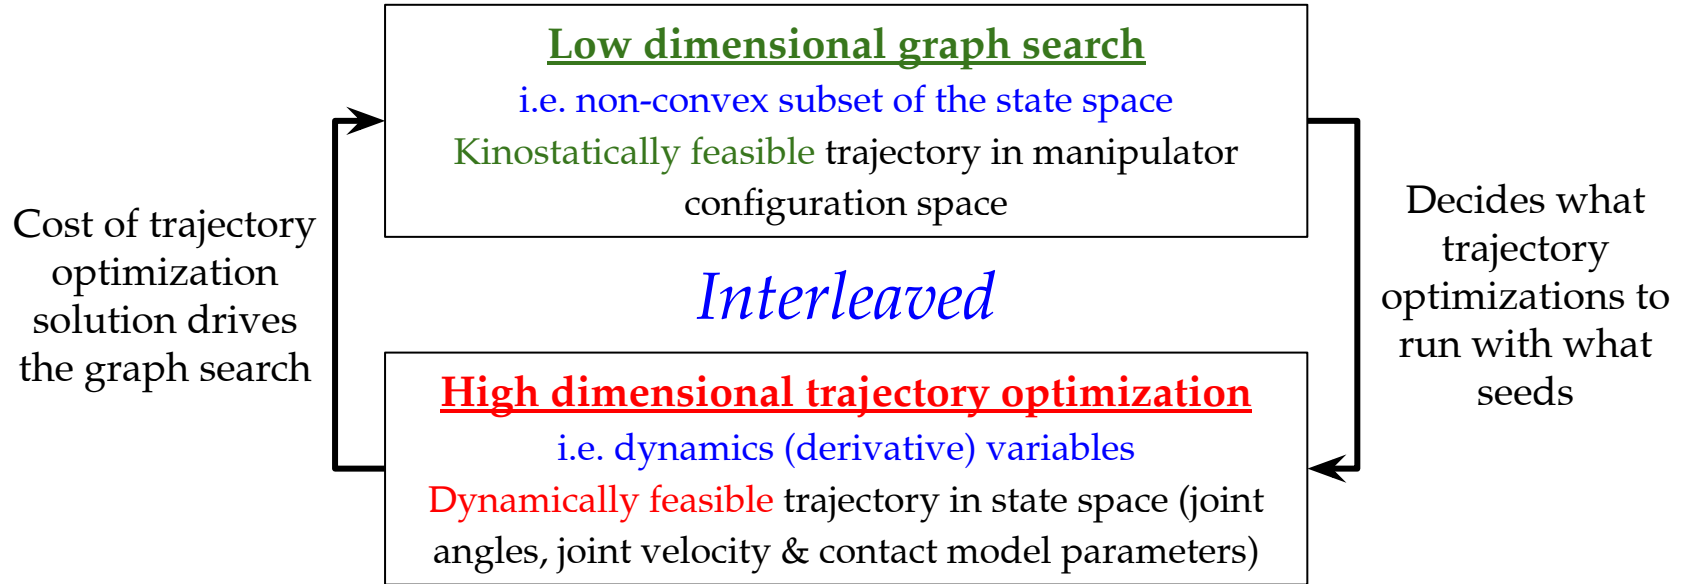 Low dimensional graph search
i.e. non-convex subset of the state space
Kinostatically feasible trajectory in manipulator
configuration space
Cost of trajectory
optimization
solution drives
the graph search
Interleaved
Decides what
trajectory
optimizations to
run with what
seeds
High dimensional trajectory optimization
i.e. dynamics (derivative) variables
Dynamically feasible trajectory in state space (joint
angles, joint velocity & contact model parameters)